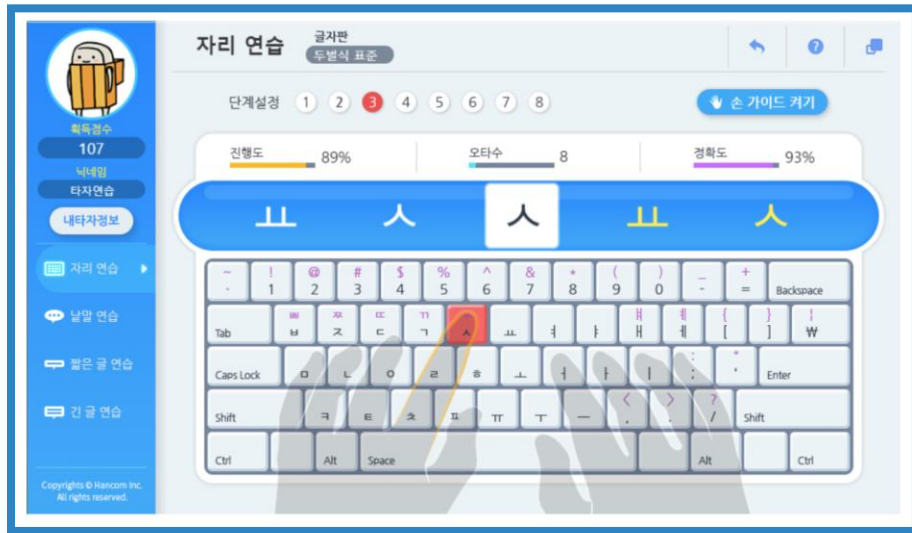 자리 연습
글자판
두벌식 표준
단계설정 1 2 3 4 5 6 7 8
손 가이드 켜기
획득점수
107
닉네임
타자연습
내타자정보
자리 연습
낱말 연습
짧은 글 연습
긴 글 연습
Copyrights © Hancom Inc.
All rights reserved.
진행도 89%
오타수 8
정확도 93%
ㅛ ㅅ ㅅ ㅛ ㅅ
~ ! @ # $ % ^ & * ( ) _ +
· 1 2 3 4 5 6 7 8 9 0 - = Backspace
ㅃ ㅉ ㄸ ㄲ ㅒ ㅖ { } ¦
Tab ㅂ ㅈ ㄷ ㄱ ㅅ ㅛ ㅕ ㅑ ㅐ ㅔ [ ] ₩
: "
Caps Lock ㅁ ㄴ ㅇ ㄹ ㅎ ㅗ ㅓ ㅏ ㅣ ; ' Enter
< > ?
Shift ㅋ ㅌ ㅊ ㅍ ㅠ ㅜ ㅡ , . / Shift
Ctrl Alt Space Alt Ctrl